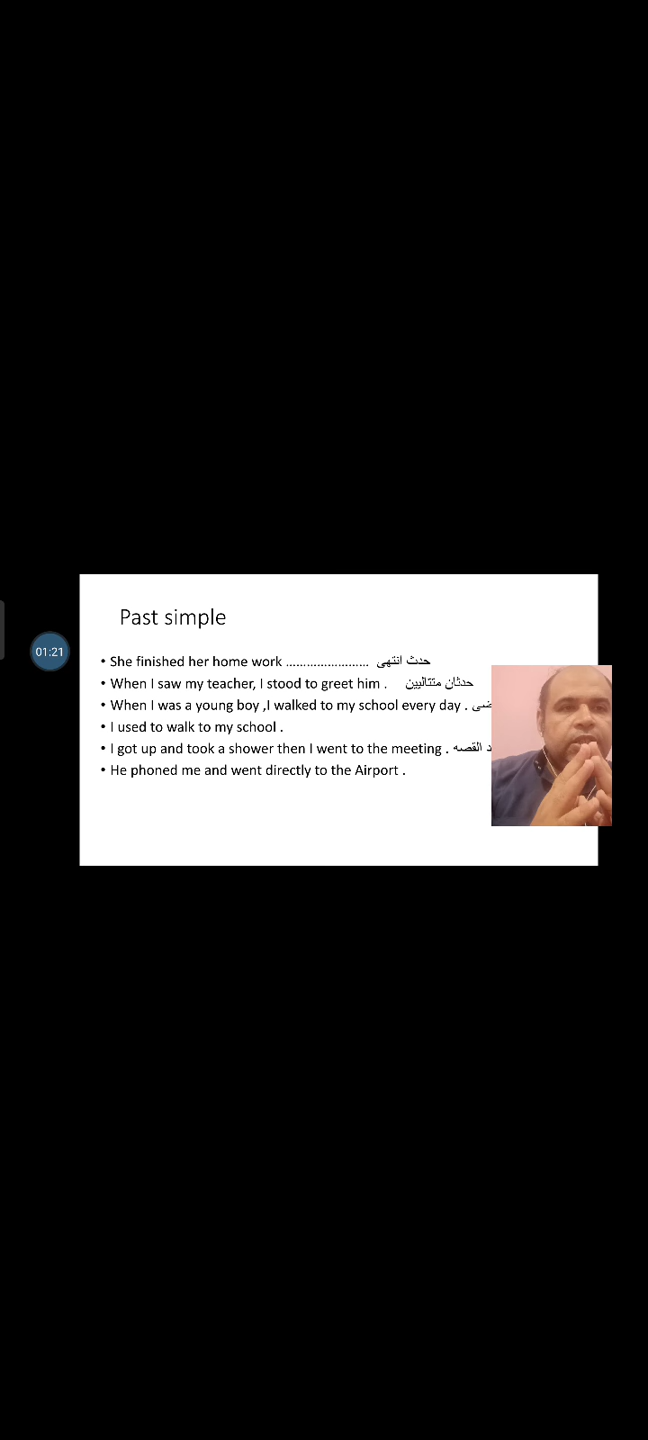 Past simple
01:21
• She finished her home work ........................ حدث انتهى
• When I saw my teacher, I stood to greet him . حدثان متتاليين
• When I was a young boy ,I walked to my school every day .
• I used to walk to my school .
• I got up and took a shower then I went to the meeting . القصه
• He phoned me and went directly to the Airport .